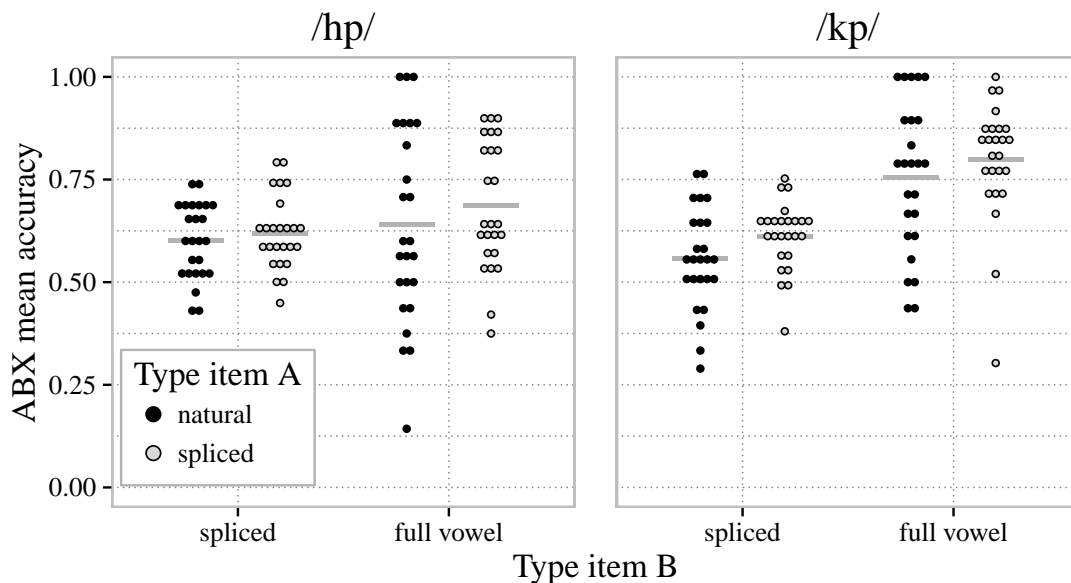 /hp/
/kp/
ABX mean accuracy
1.00
0.75
0.50
0.25
0.00
Type item A
natural
spliced
spliced
full vowel
spliced
full vowel
Type item B